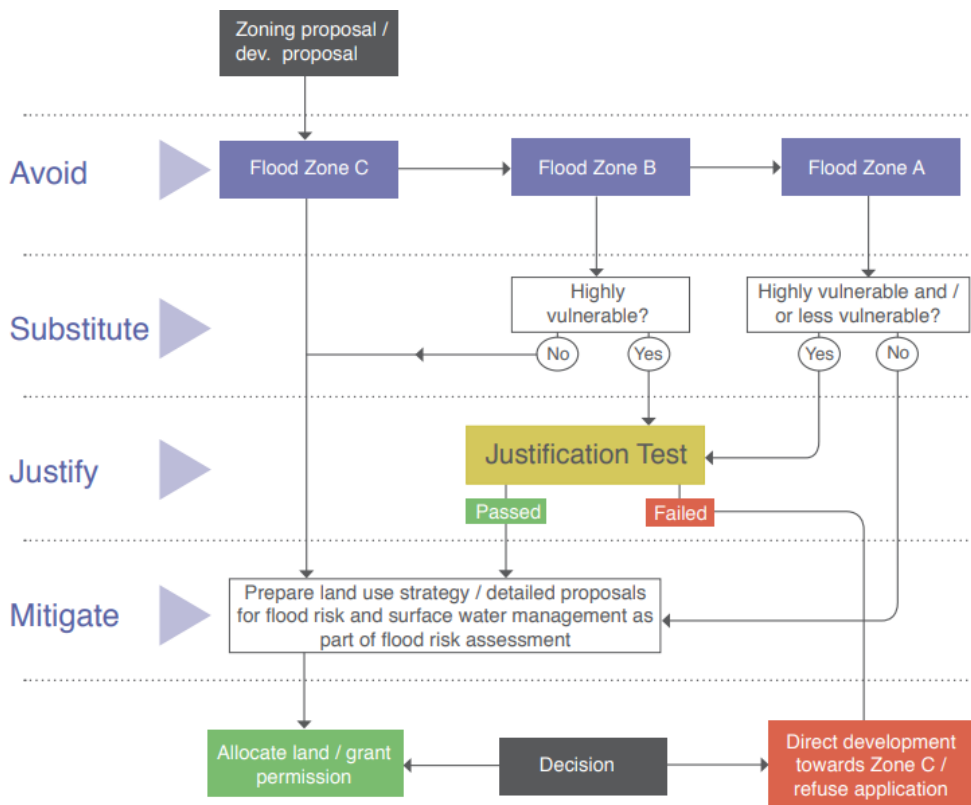 Zoning proposal /
dev. proposal
Avoid
Flood Zone C
Flood Zone B
Flood Zone A
Substitute
Highly
vulnerable?
Highly vulnerable and /
or less vulnerable?
No
Yes
Yes
No
Justify
Justification Test
Passed
Failed
Mitigate
Prepare land use strategy / detailed proposals
for flood risk and surface water management as
part of flood risk assessment
Allocate land / grant
permission
Decision
Direct development
towards Zone C /
refuse application